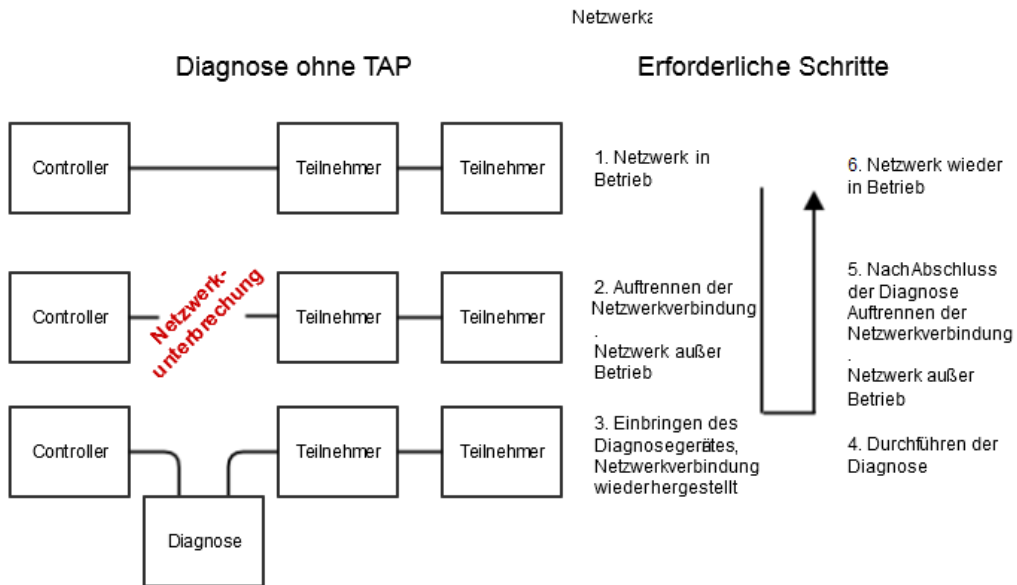 Netzwerka
Diagnose ohne TAP
Erforderliche Schritte
Controller
Teilnehmer
Teilnehmer
1. Netzwerk in
Betrieb
6. Netzwerk wieder
in Betrieb
Controller
Netzwerk-
unterbrechung
Teilnehmer
Teilnehmer
2. Auftrennen der
Netzwerkverbindung
.
Netzwerk außer
Betrieb
5. Nach Abschluss
der Diagnose
Auftrennen der
Netzwerkverbindung
.
Netzwerk außer
Betrieb
Controller
Teilnehmer
Teilnehmer
Diagnose
3. Einbringen des
Diagnosegerätes,
Netzwerkverbindung
wiederhergestellt
4. Durchführen der
Diagnose